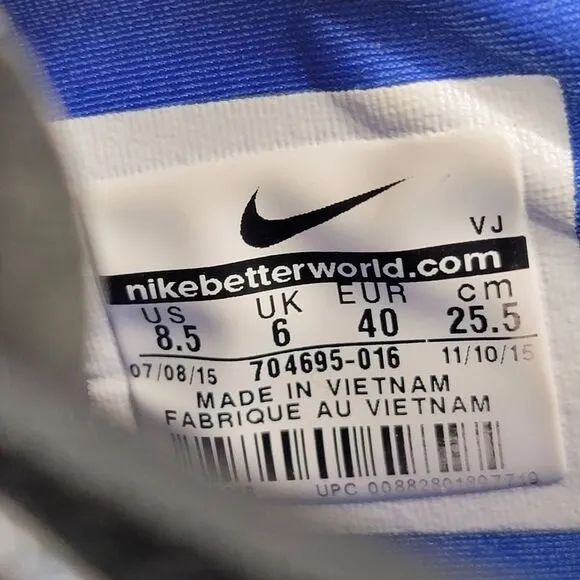 VJ
nikebetterworld.com
US UK EUR cm
8.5 6 40 25.5
07/08/15 704695-016 11/10/15
MADE IN VIETNAM
FABRIQUE AU VIETNAM
UPC